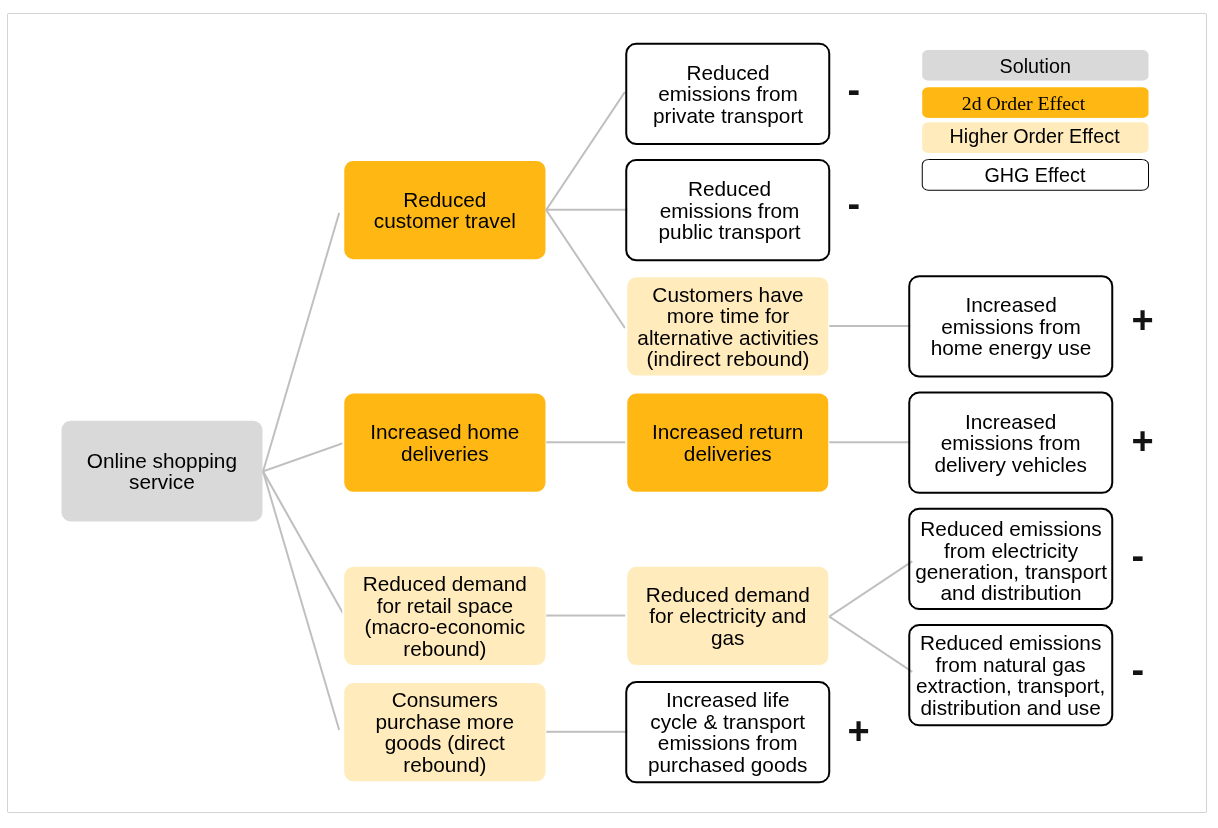 Reduced
emissions from
private transport
-
Solution
2d Order Effect
Higher Order Effect
GHG Effect
Reduced
customer travel
Reduced
emissions from
public transport
-
Customers have
more time for
alternative activities
(indirect rebound)
Increased
emissions from
home energy use
+
Online shopping
service
Increased home
deliveries
Increased return
deliveries
Increased
emissions from
delivery vehicles
+
Reduced demand
for retail space
(macro-economic
rebound)
Reduced demand
for electricity and
gas
Reduced emissions
from electricity
generation, transport
and distribution
-
Reduced emissions
from natural gas
extraction, transport,
distribution and use
-
Consumers
purchase more
goods (direct
rebound)
Increased life
cycle & transport
emissions from
purchased goods
+